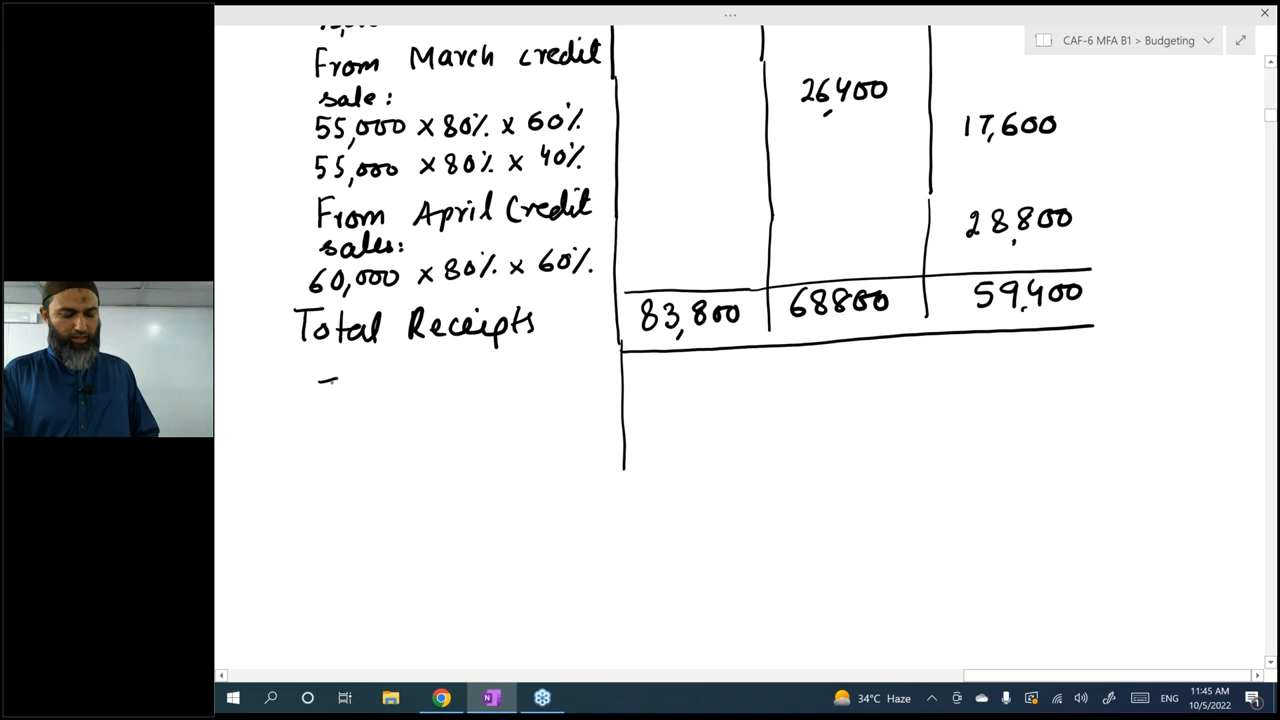 CAF-6 MFA B1 > Budgeting
From March credit
sale:
26400
55,000 × 80% × 60%
17,600
55,000 × 80% × 40%
From April Credit
sales:
28,800
60,000 × 80% × 60%
Total Receipts 83,800 68800 59,400
34°C Haze
ENG
11:45 AM
10/5/2022